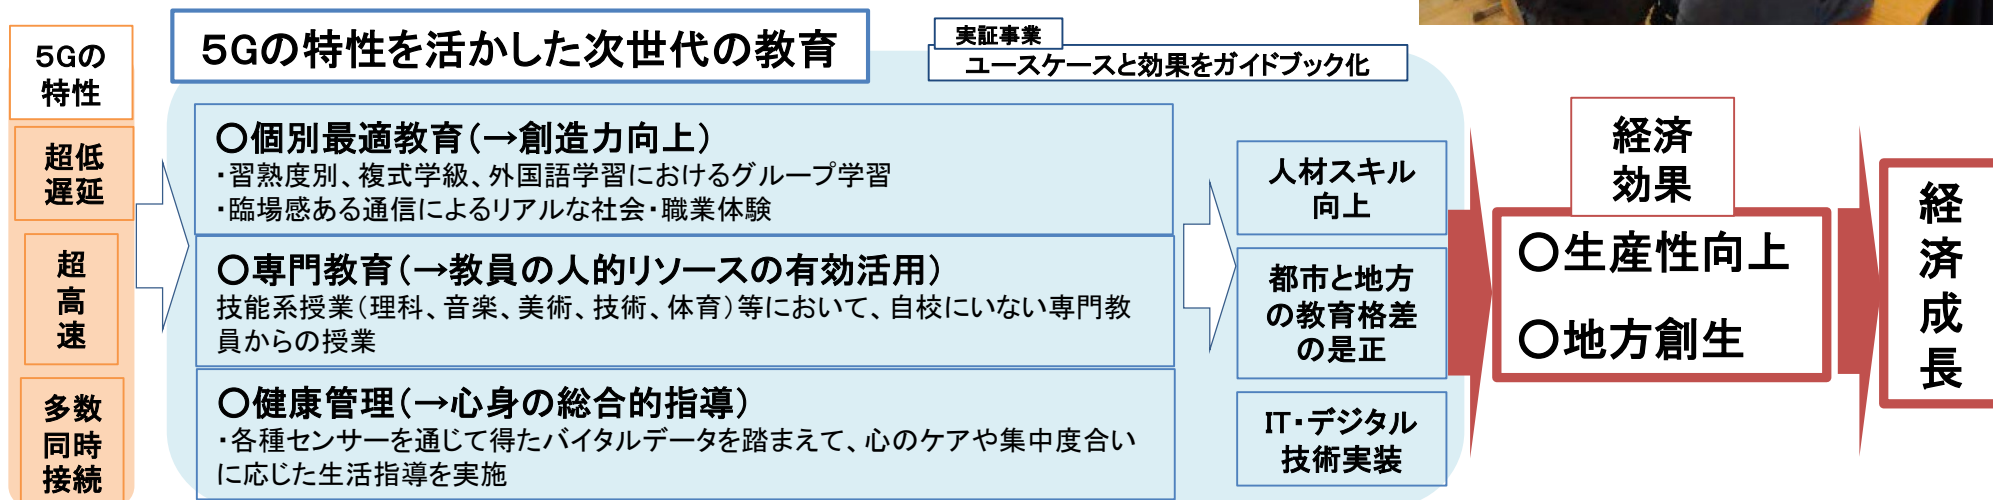 5Gの
特性
超低
遅延
超
高
速
多数
同時
接続
5Gの特性を活かした次世代の教育
実証事業
ユースケースと効果をガイドブック化
〇個別最適教育(→創造力向上)
・習熟度別、複式学級、外国語学習におけるグループ学習
・臨場感ある通信によるリアルな社会・職業体験
〇専門教育(→教員の人的リソースの有効活用)
技能系授業(理科、音楽、美術、技術、体育)等において、自校にいない専門教
員からの授業
〇健康管理(→心身の総合的指導)
・各種センサーを通じて得たバイタルデータを踏まえて、心のケアや集中度合い
に応じた生活指導を実施
人材スキル
向上
都市と地方
の教育格差
の是正
IT・デジタル
技術実装
経済
効果
〇生産性向上
〇地方創生
経
済
成
長